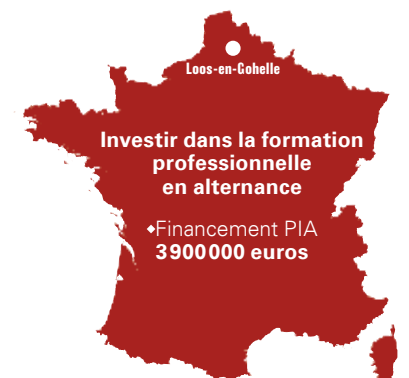 Loos-en-Gohelle
Investir dans la formation
professionnelle
en alternance
◆Financement PIA
3900000 euros